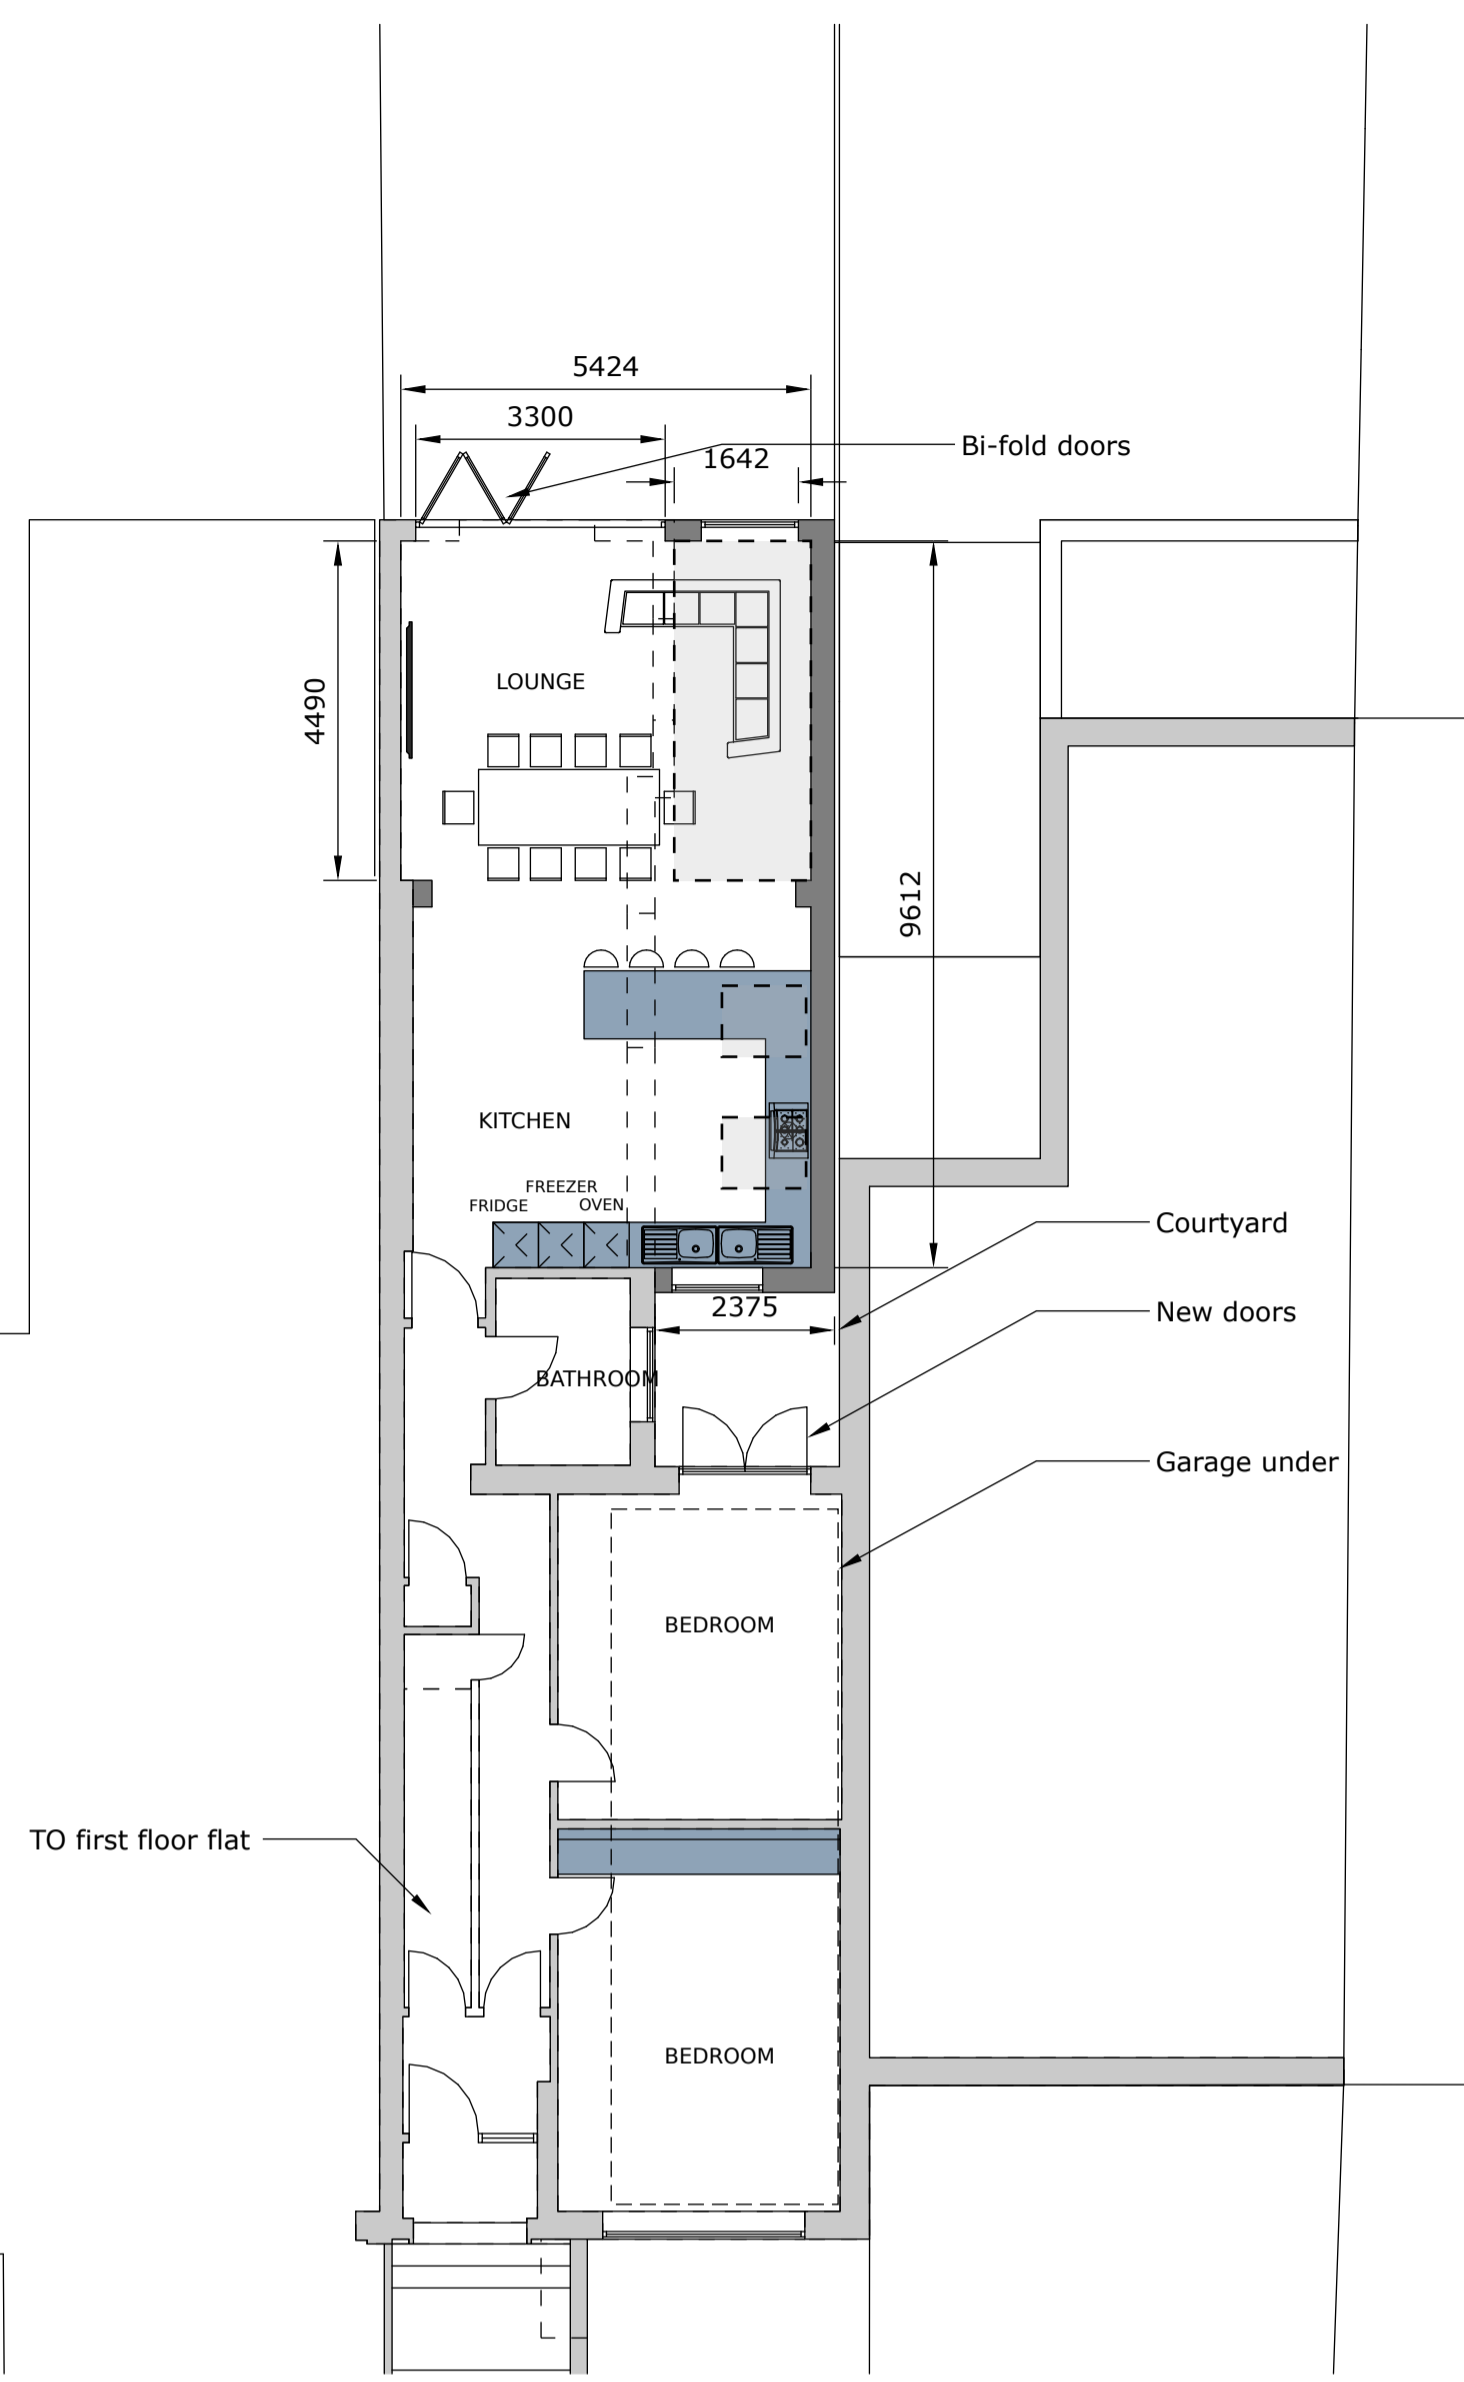 5424
3300
Bi-fold doors
1642
LOUNGE
4490
9612
KITCHEN
FREEZER
FRIDGE
OVEN
Courtyard
2375
New doors
BATHROOM
Garage under
BEDROOM
TO first floor flat
BEDROOM